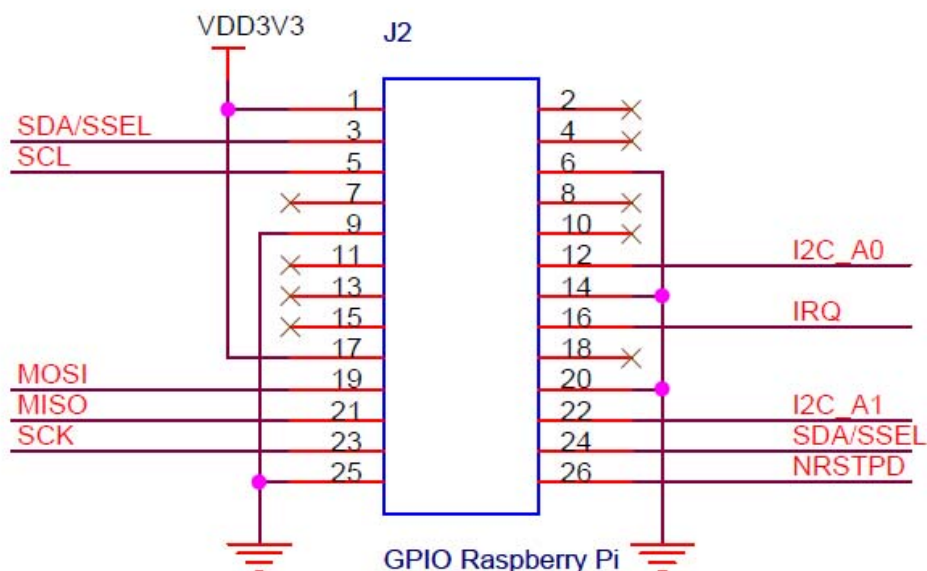 VDD3V3
J2
1 2
SDA/SSEL 3 4
SCL 5 6
7 8
9 10
11 12 I2C_A0
13 14
15 16 IRQ
17 18
MOSI 19 20
MISO 21 22 I2C_A1
SCK 23 24 SDA/SSEL
25 26 NRSTPD
GPIO Raspberry Pi